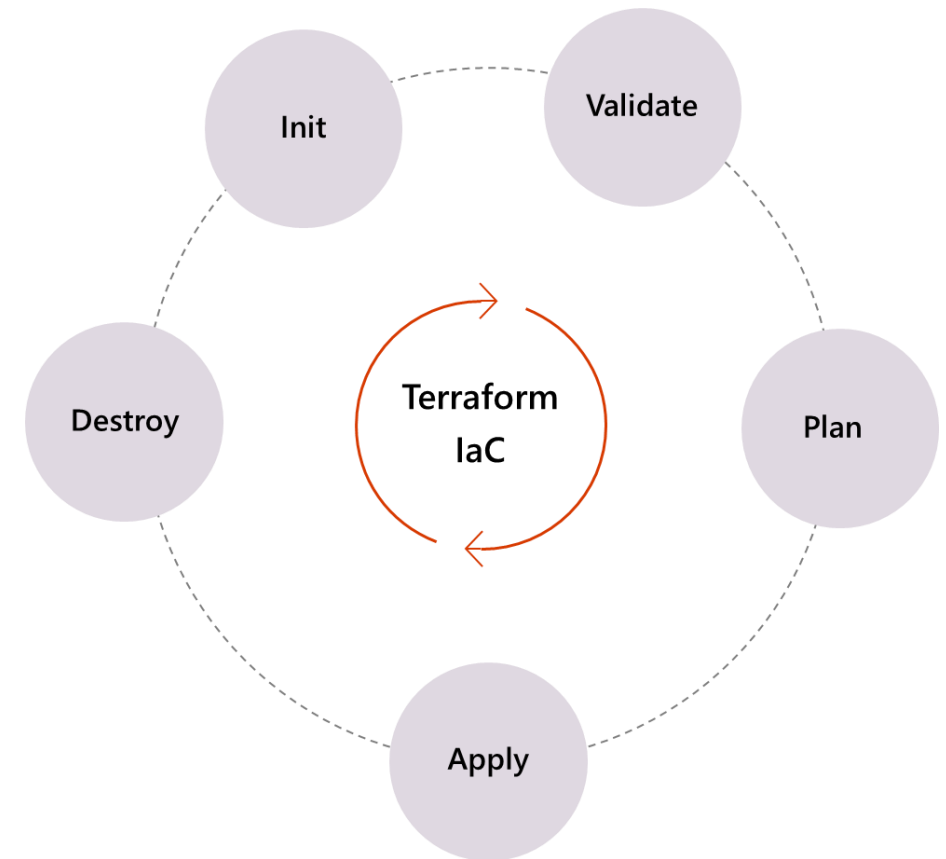 Init
Validate
Destroy
Terraform
IaC
Plan
Apply